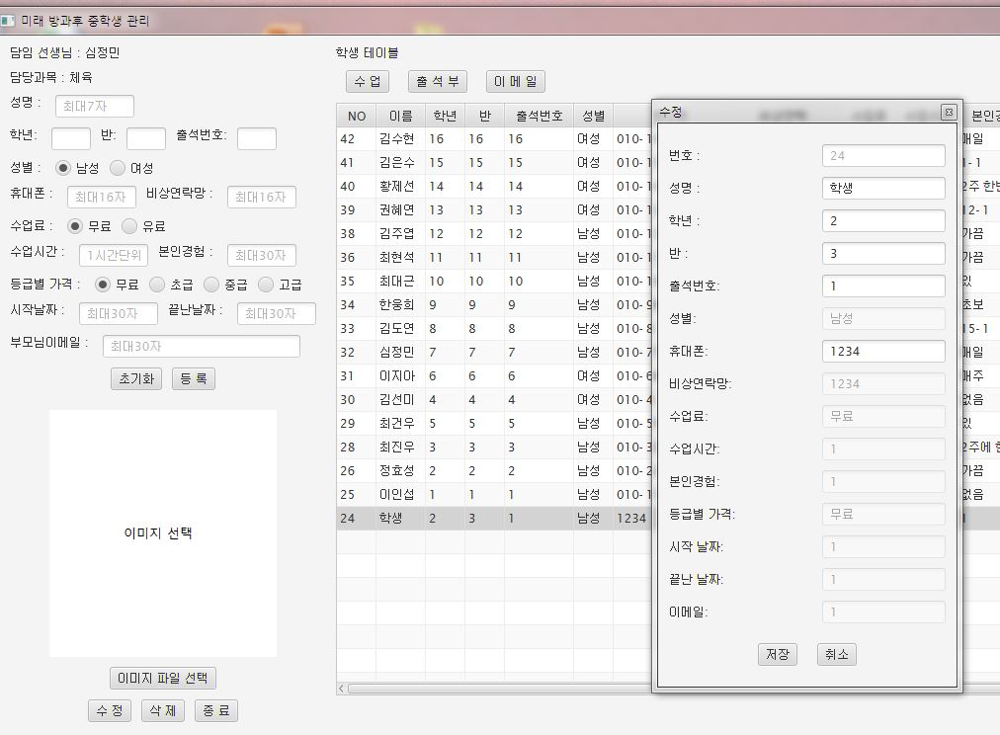 미래 방과후 중학생 관리
담임 선생님 : 심정민
담당과목 : 체육
성명 : 최대7자
학년: 반: 출석번호:
성별 : 남성 여성
휴대폰 : 최대16자 비상연락망 : 최대16자
수업료 : 무료 유료
수업시간 : 1시간단위 본인경험 : 최대30자
등급별 가격 : 무료 초급 중급 고급
시작날짜 : 최대30자 끝난날짜 : 최대30자
부모님이메일 : 최대30자
초기화 등 록
이미지 선택
이미지 파일 선택
수 정 삭 제 종 료
학생 테이블
수 업 출 석 부 이 메 일
NO 이름 학년 반 출석번호 성별 본인경
42 김수현 16 16 16 여성 010-1 매일
41 김은수 15 15 15 여성 010-1 1-1
40 황제선 14 14 14 여성 010-1 2주 한번
39 권혜연 13 13 13 여성 010-1 12-1
38 김주엽 12 12 12 남성 010-1 가끔
36 최현석 11 11 11 남성 010-1 가끔
35 최대근 10 10 10 남성 010-1 있
34 한웅희 9 9 9 남성 010-9 초보
33 김도연 8 8 8 남성 010-8 15-1
32 심정민 7 7 7 남성 010-7 매일
31 이지아 6 6 6 여성 010-6 매주
30 김선미 4 4 4 여성 010-4 없음
29 최건우 5 5 5 남성 010-5 있
28 최진우 3 3 3 남성 010-3 2주에 한
26 정효성 2 2 2 남성 010-2 가끔
25 이인섭 1 1 1 남성 010-1 없음
24 학생 2 3 1 남성 1234 1
수정
번호 : 24
성명 : 학생
학년 : 2
반 : 3
출석번호: 1
성별: 남성
휴대폰: 1234
비상연락망: 1234
수업료: 무료
수업시간: 1
본인경험: 1
등급별 가격: 무료
시작 날짜: 1
끝난 날짜: 1
이메일: 1
저장 취소